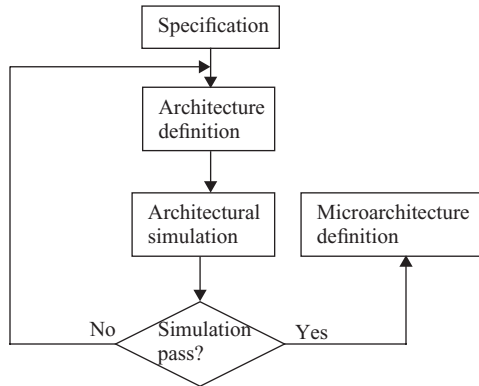 Specification
Architecture
definition
Architectural
simulation
Microarchitecture
definition
No
Simulation
pass?
Yes